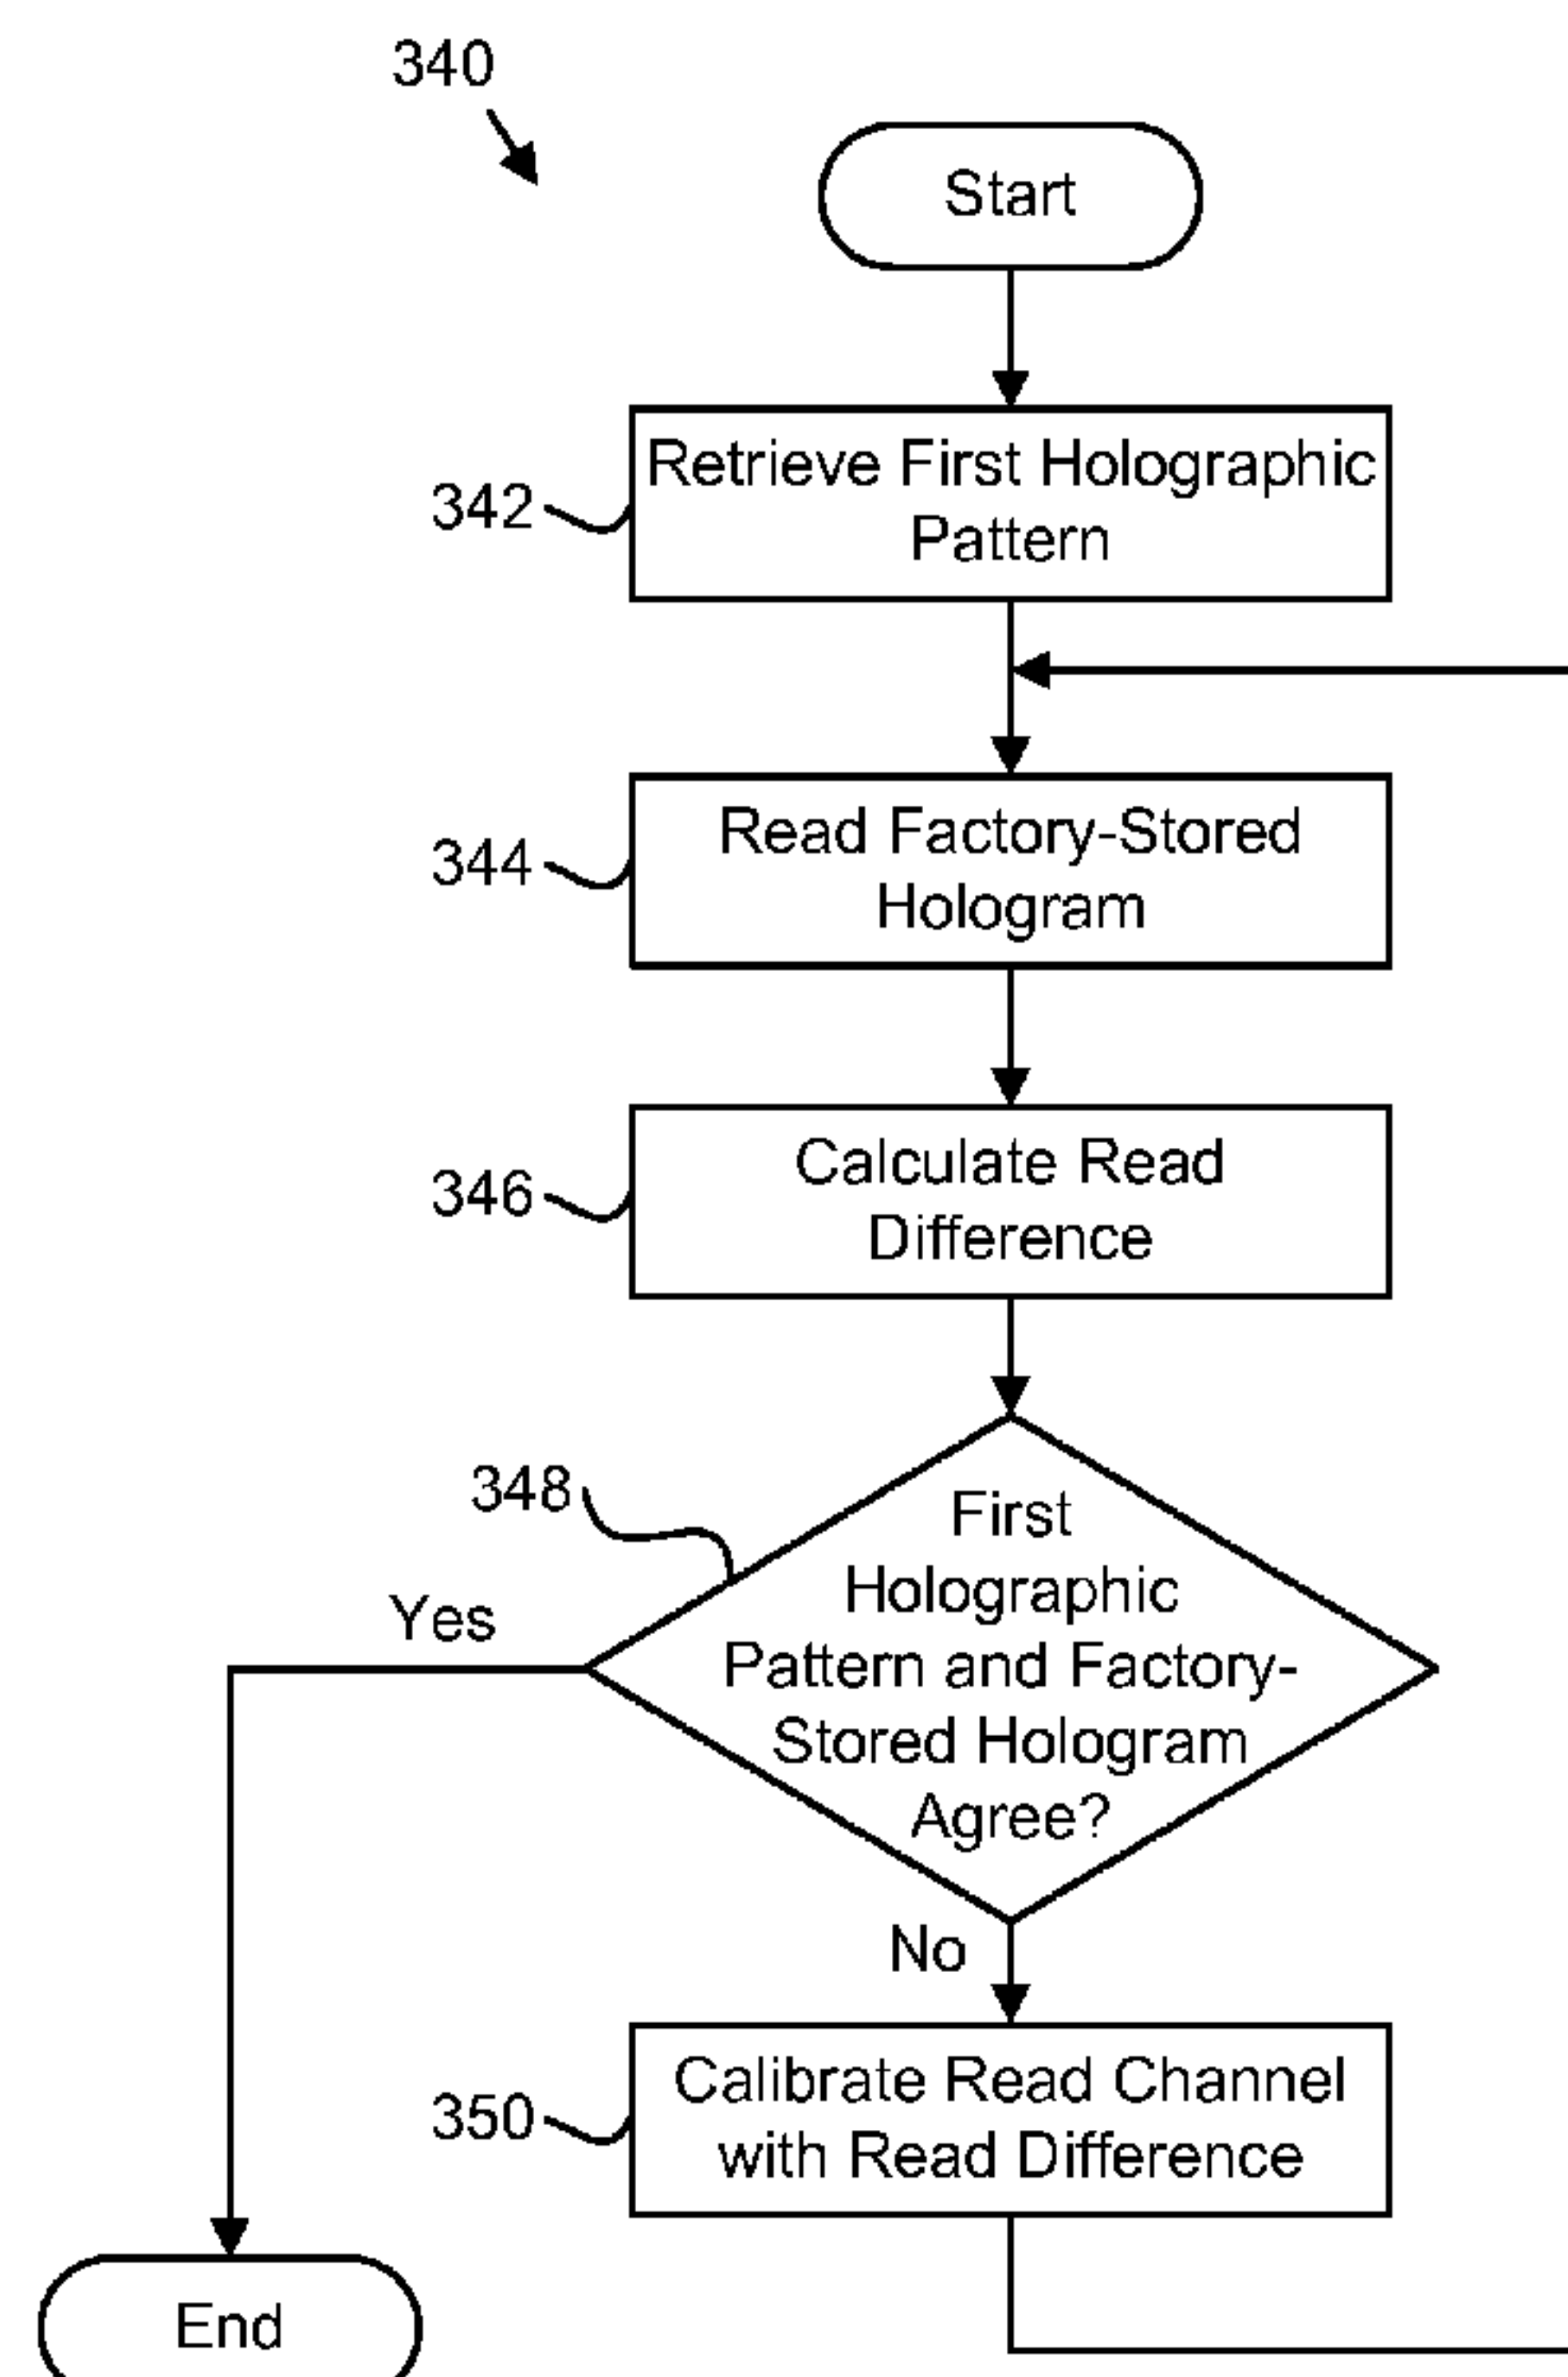 340
Start
Retrieve First Holographic
Pattern
342
Read Factory-Stored
Hologram
344
Calculate Read
Difference
346
348
First
Holographic
Pattern and Factory-
Stored Hologram
Agree?
Yes
No
Calibrate Read Channel
with Read Difference
350
End